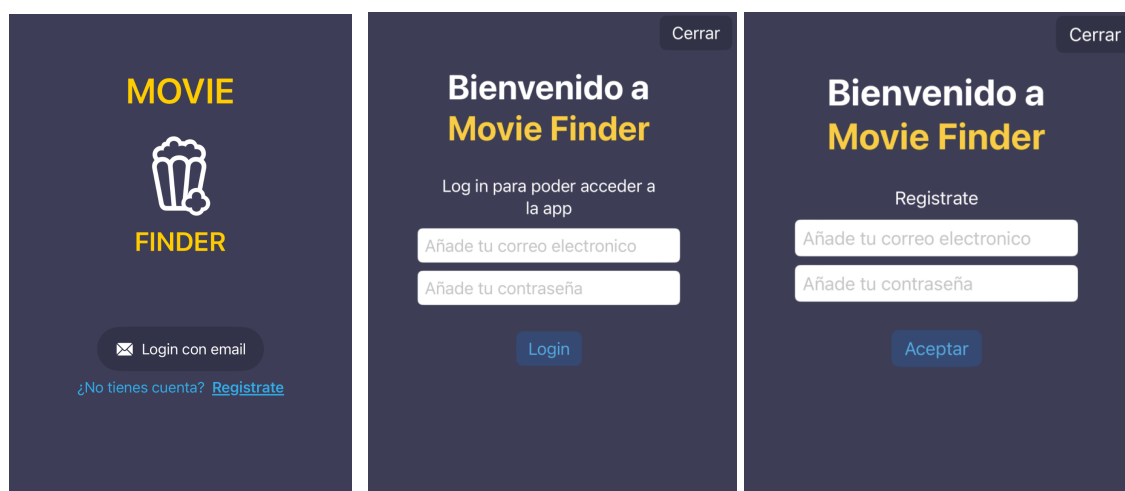 MOVIE
FINDER
Login con email
¿No tienes cuenta? Registrate
Cerrar
Bienvenido a
Movie Finder
Log in para poder acceder a
la app
Añade tu correo electronico
Añade tu contraseña
Login
Cerrar
Bienvenido a
Movie Finder
Registrate
Añade tu correo electronico
Añade tu contraseña
Aceptar